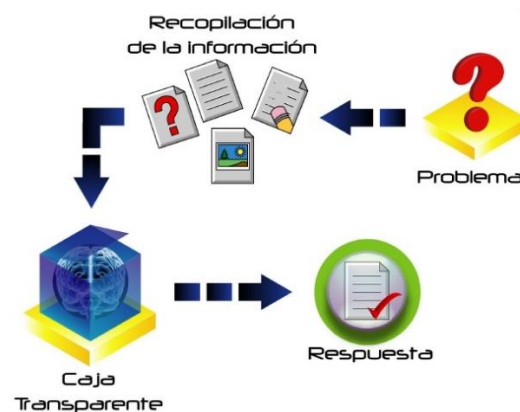 Recopilación
de la información
Problema
Caja
Transparente
Respuesta